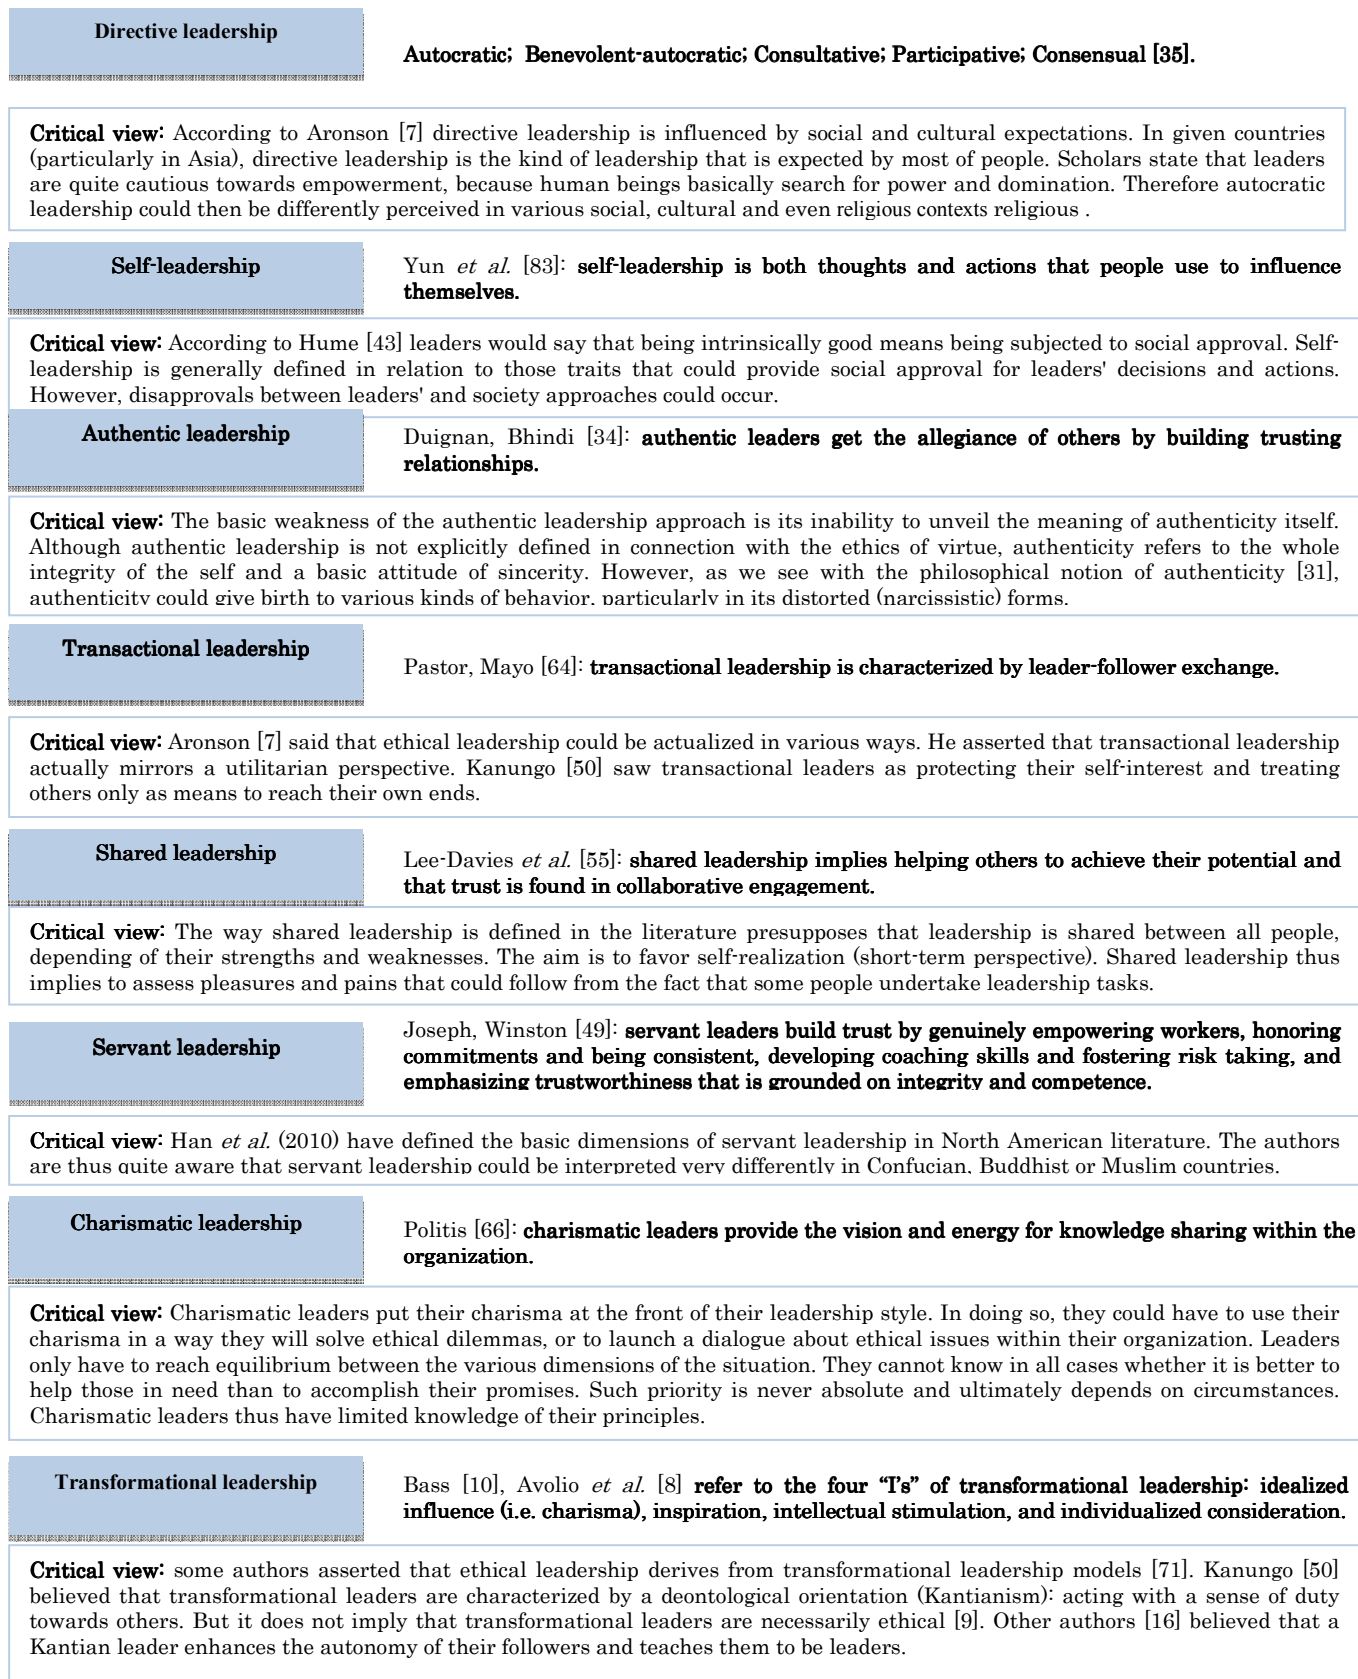 Directive leadership
Autocratic; Benevolent-autocratic; Consultative; Participative; Consensual [35].
Critical view: According to Aronson [7] directive leadership is influenced by social and cultural expectations. In given countries
(particularly in Asia), directive leadership is the kind of leadership that is expected by most of people. Scholars state that leaders
are quite cautious towards empowerment, because human beings basically search for power and domination. Therefore autocratic
leadership could then be differently perceived in various social, cultural and even religious contexts religious .
Self-leadership
Yun et al. [83]: self-leadership is both thoughts and actions that people use to influence
themselves.
Critical view: According to Hume [43] leaders would say that being intrinsically good means being subjected to social approval. Self-
leadership is generally defined in relation to those traits that could provide social approval for leaders' decisions and actions.
However, disapprovals between leaders' and society approaches could occur.
Authentic leadership
Duignan, Bhindi [34]: authentic leaders get the allegiance of others by building trusting
relationships.
Critical view: The basic weakness of the authentic leadership approach is its inability to unveil the meaning of authenticity itself.
Although authentic leadership is not explicitly defined in connection with the ethics of virtue, authenticity refers to the whole
integrity of the self and a basic attitude of sincerity. However, as we see with the philosophical notion of authenticity [31],
authenticity could give birth to various kinds of behavior, particularly in its distorted (narcissistic) forms.
Transactional leadership
Pastor, Mayo [64]: transactional leadership is characterized by leader-follower exchange.
Critical view: Aronson [7] said that ethical leadership could be actualized in various ways. He asserted that transactional leadership
actually mirrors a utilitarian perspective. Kanungo [50] saw transactional leaders as protecting their self-interest and treating
others only as means to reach their own ends.
Shared leadership
Lee-Davies et al. [55]: shared leadership implies helping others to achieve their potential and
that trust is found in collaborative engagement.
Critical view: The way shared leadership is defined in the literature presupposes that leadership is shared between all people,
depending of their strengths and weaknesses. The aim is to favor self-realization (short-term perspective). Shared leadership thus
implies to assess pleasures and pains that could follow from the fact that some people undertake leadership tasks.
Servant leadership
Joseph, Winston [49]: servant leaders build trust by genuinely empowering workers, honoring
commitments and being consistent, developing coaching skills and fostering risk taking, and
emphasizing trustworthiness that is grounded on integrity and competence.
Critical view: Han et al. (2010) have defined the basic dimensions of servant leadership in North American literature. The authors
are thus quite aware that servant leadership could be interpreted very differently in Confucian, Buddhist or Muslim countries.
Charismatic leadership
Politis [66]: charismatic leaders provide the vision and energy for knowledge sharing within the
organization.
Critical view: Charismatic leaders put their charisma at the front of their leadership style. In doing so, they could have to use their
charisma in a way they will solve ethical dilemmas, or to launch a dialogue about ethical issues within their organization. Leaders
only have to reach equilibrium between the various dimensions of the situation. They cannot know in all cases whether it is better to
help those in need than to accomplish their promises. Such priority is never absolute and ultimately depends on circumstances.
Charismatic leaders thus have limited knowledge of their principles.
Transformational leadership
Bass [10], Avolio et al. [8] refer to the four “I’s” of transformational leadership: idealized
influence (i.e. charisma), inspiration, intellectual stimulation, and individualized consideration.
Critical view: some authors asserted that ethical leadership derives from transformational leadership models [71]. Kanungo [50]
believed that transformational leaders are characterized by a deontological orientation (Kantianism): acting with a sense of duty
towards others. But it does not imply that transformational leaders are necessarily ethical [9]. Other authors [16] believed that a
Kantian leader enhances the autonomy of their followers and teaches them to be leaders.